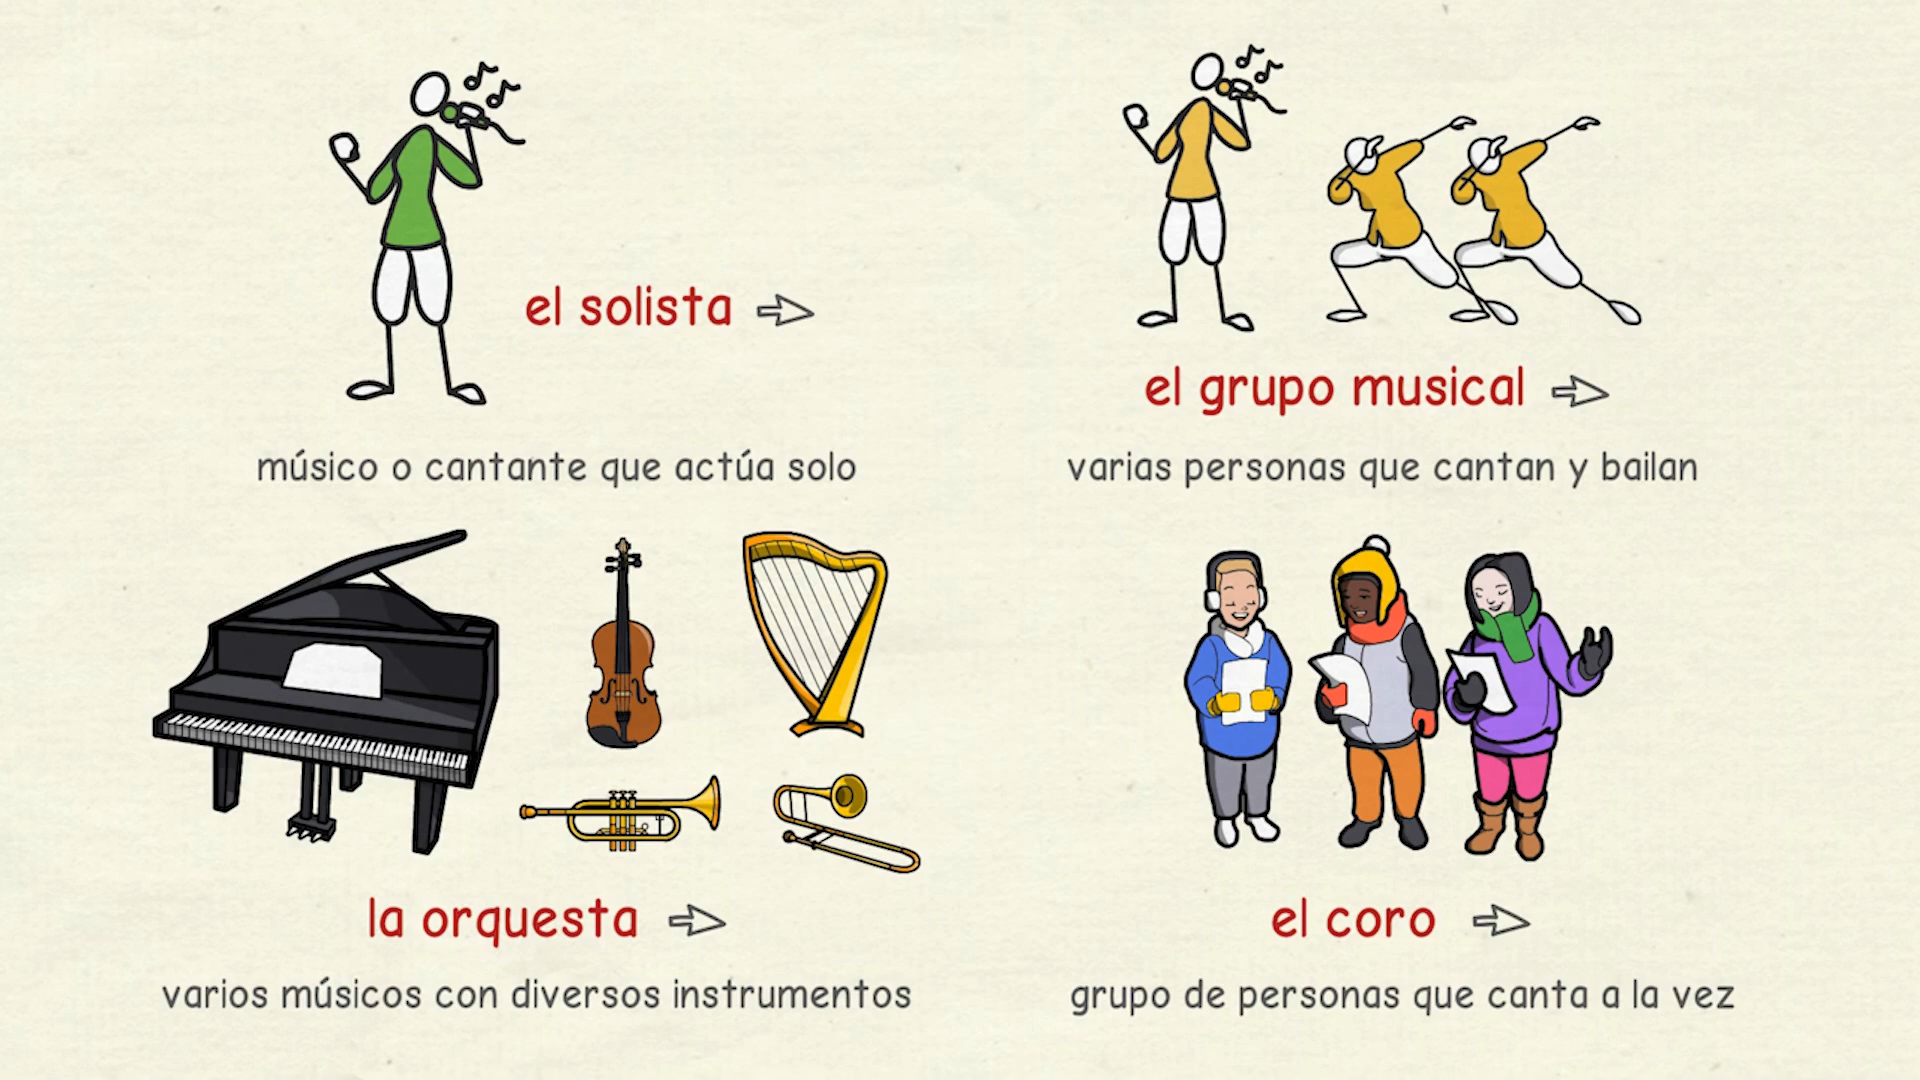 el solista
músico o cantante que actúa solo
el grupo musical
varias personas que cantan y bailan
la orquesta
varios músicos con diversos instrumentos
el coro
grupo de personas que canta a la vez